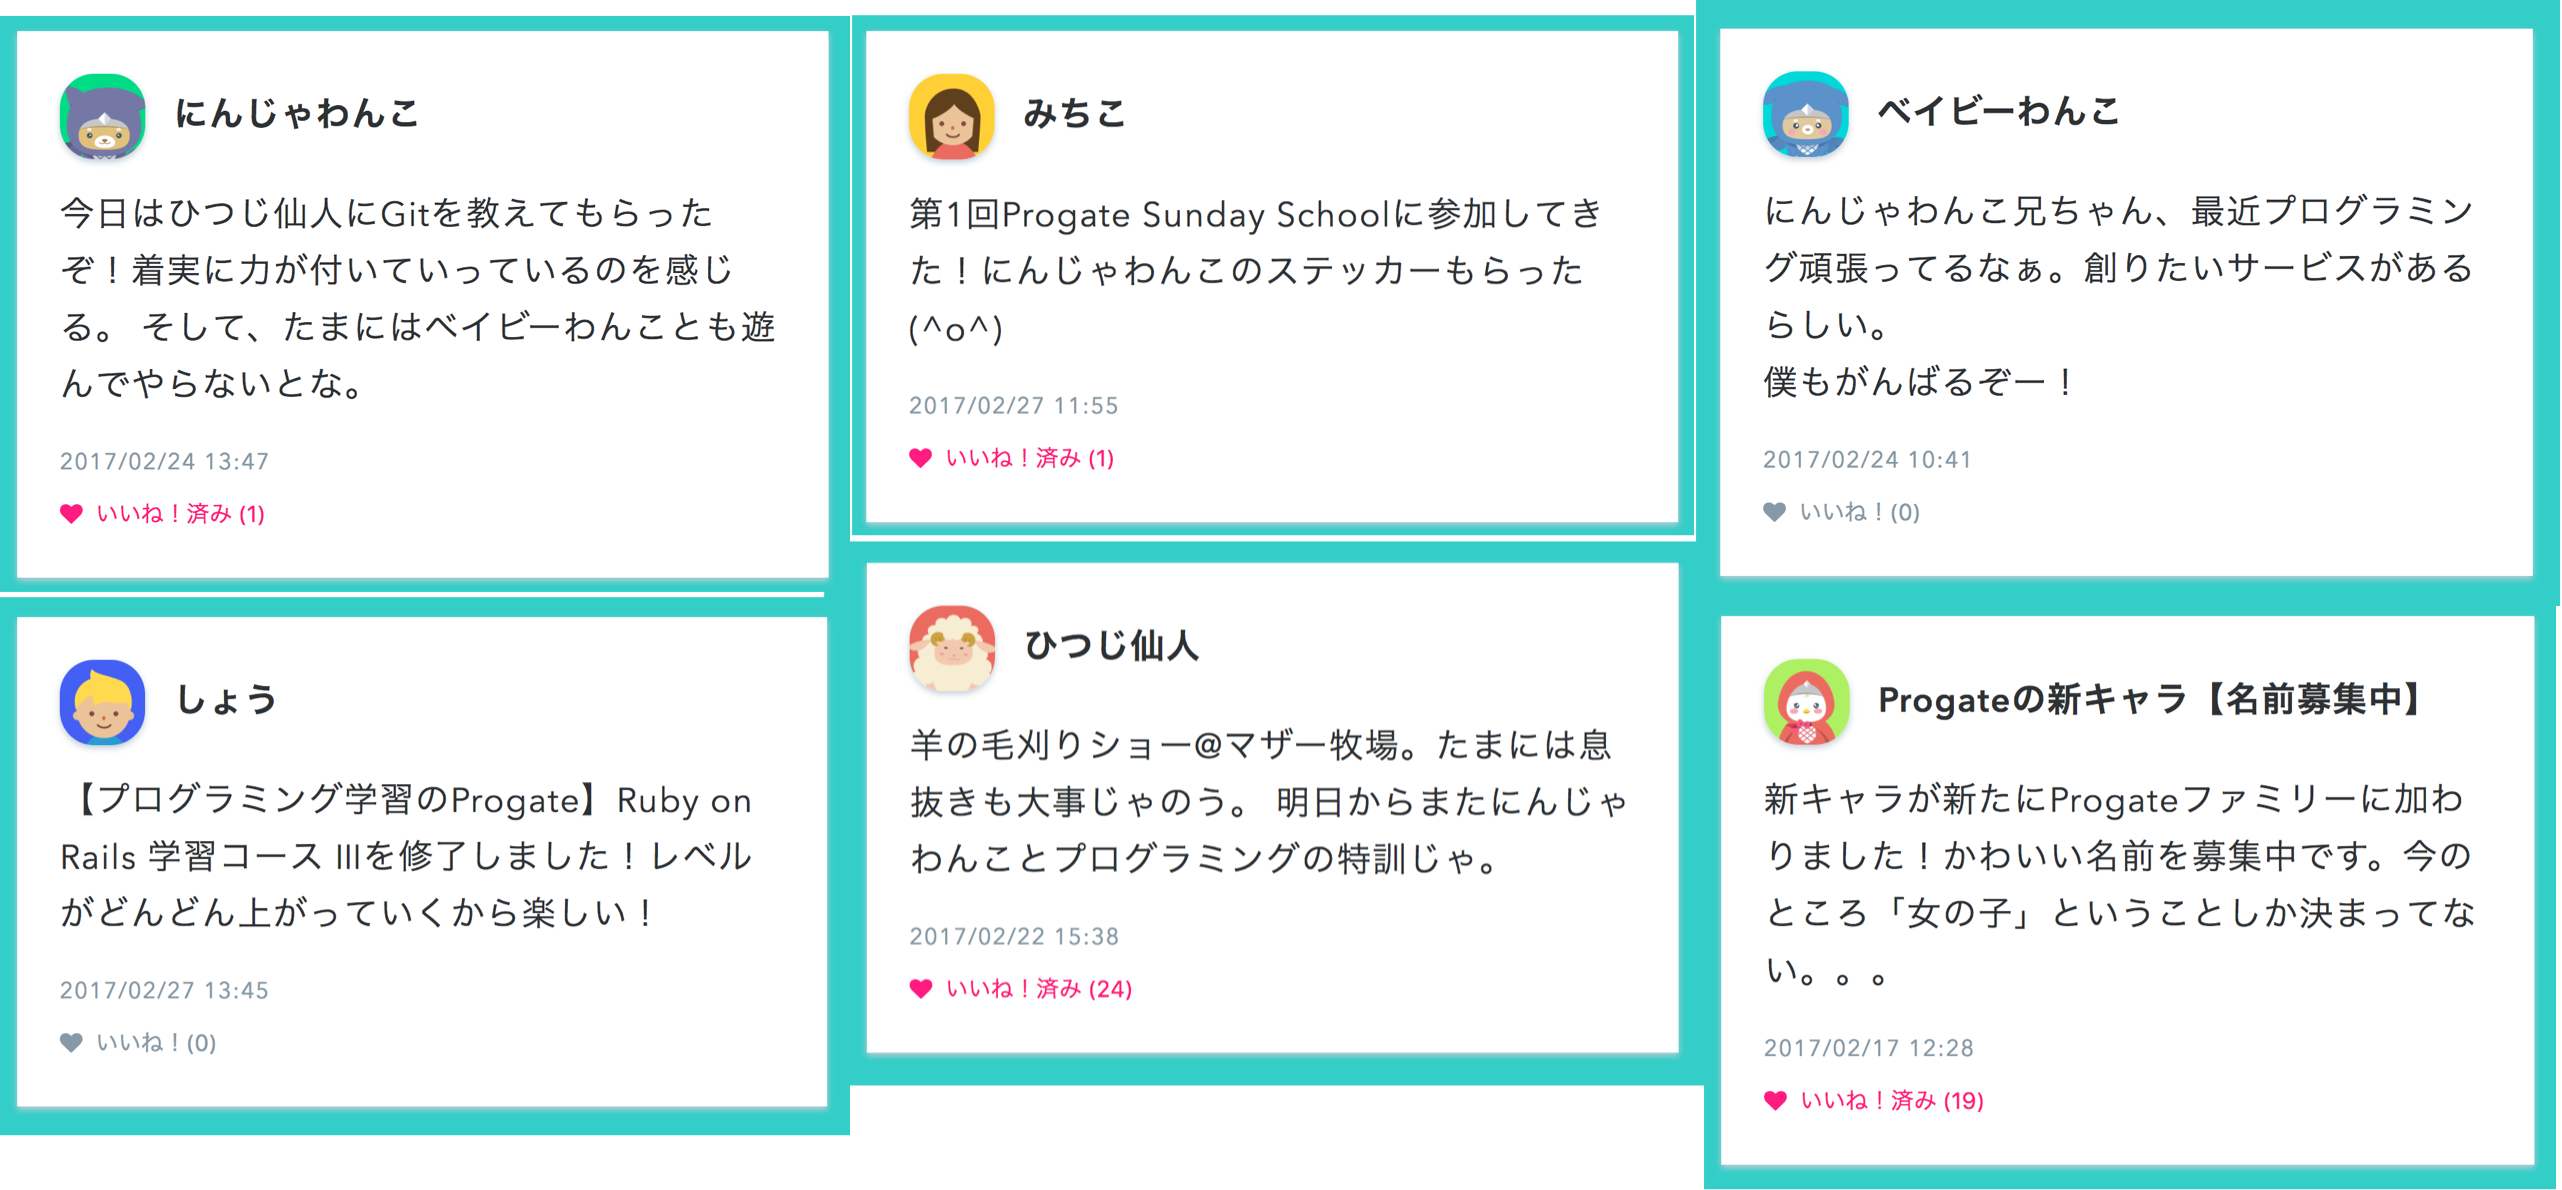 にんじゃわんこ
今日はひつじ仙人にGitを教えてもらった
ぞ！着実に力が付いていっているのを感じ
る。 そして、たまにはベイビーわんことも遊
んでやらないとな。
2017/02/24 13:47
いいね！済み (1)
しょう
【プログラミング学習のProgate】Ruby on
Rails 学習コース IIIを修了しました！レベル
がどんどん上がっていくから楽しい！
2017/02/27 13:45
いいね！(0)
みちこ
第1回Progate Sunday Schoolに参加してき
た！にんじゃわんこのステッカーもらった
(^o^)
2017/02/27 11:55
いいね！済み (1)
ひつじ仙人
羊の毛刈りショー@マザー牧場。たまには息
抜きも大事じゃのう。 明日からまたにんじゃ
わんことプログラミングの特訓じゃ。
2017/02/22 15:38
いいね！済み (24)
ベイビーわんこ
にんじゃわんこ兄ちゃん、最近プログラミン
グ頑張ってるなぁ。創りたいサービスがある
らしい。
僕もがんばるぞー！
2017/02/24 10:41
いいね！(0)
Progateの新キャラ【名前募集中】
新キャラが新たにProgateファミリーに加わ
りました！かわいい名前を募集中です。今の
ところ「女の子」ということしか決まってな
い。。。
2017/02/17 12:28
いいね！済み (19)